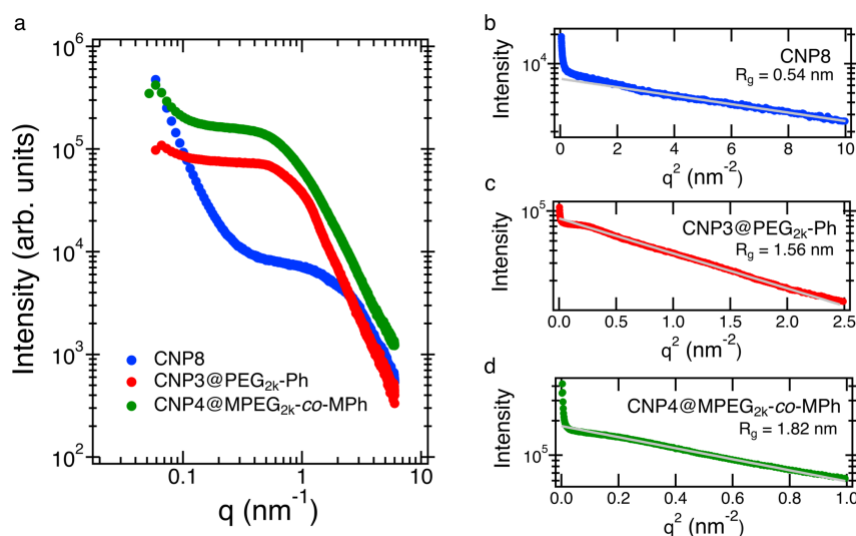 a
10^6
10^5
10^4
10^3
10^2
Intensity (arb. units)
CNP8
CNP3@PEG2k-Ph
CNP4@MPEG2k-co-MPh
0.1
1
10
q (nm^-1)
b
CNP8
R_g = 0.54 nm
10^4
Intensity
0
2
4
6
8
10
q^2 (nm^-2)
c
CNP3@PEG2k-Ph
R_g = 1.56 nm
10^5
Intensity
0.0
0.5
1.0
1.5
2.0
2.5
q^2 (nm^-2)
d
CNP4@MPEG2k-co-MPh
R_g = 1.82 nm
10^5
Intensity
0.0
0.2
0.4
0.6
0.8
1.0
q^2 (nm^-2)